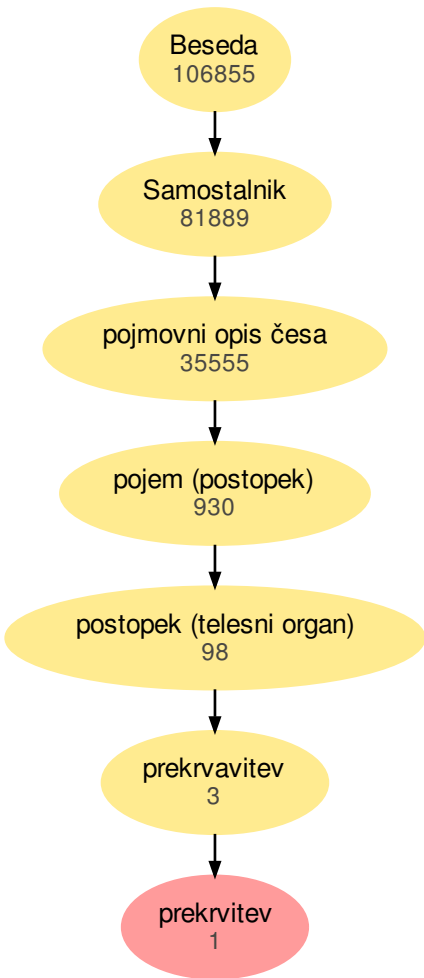 Beseda
106855
Samostalnik
81889
pojmovni opis česa
35555
pojem (postopek)
930
postopek (telesni organ)
98
prekrvavitev
3
prekrvitev
1